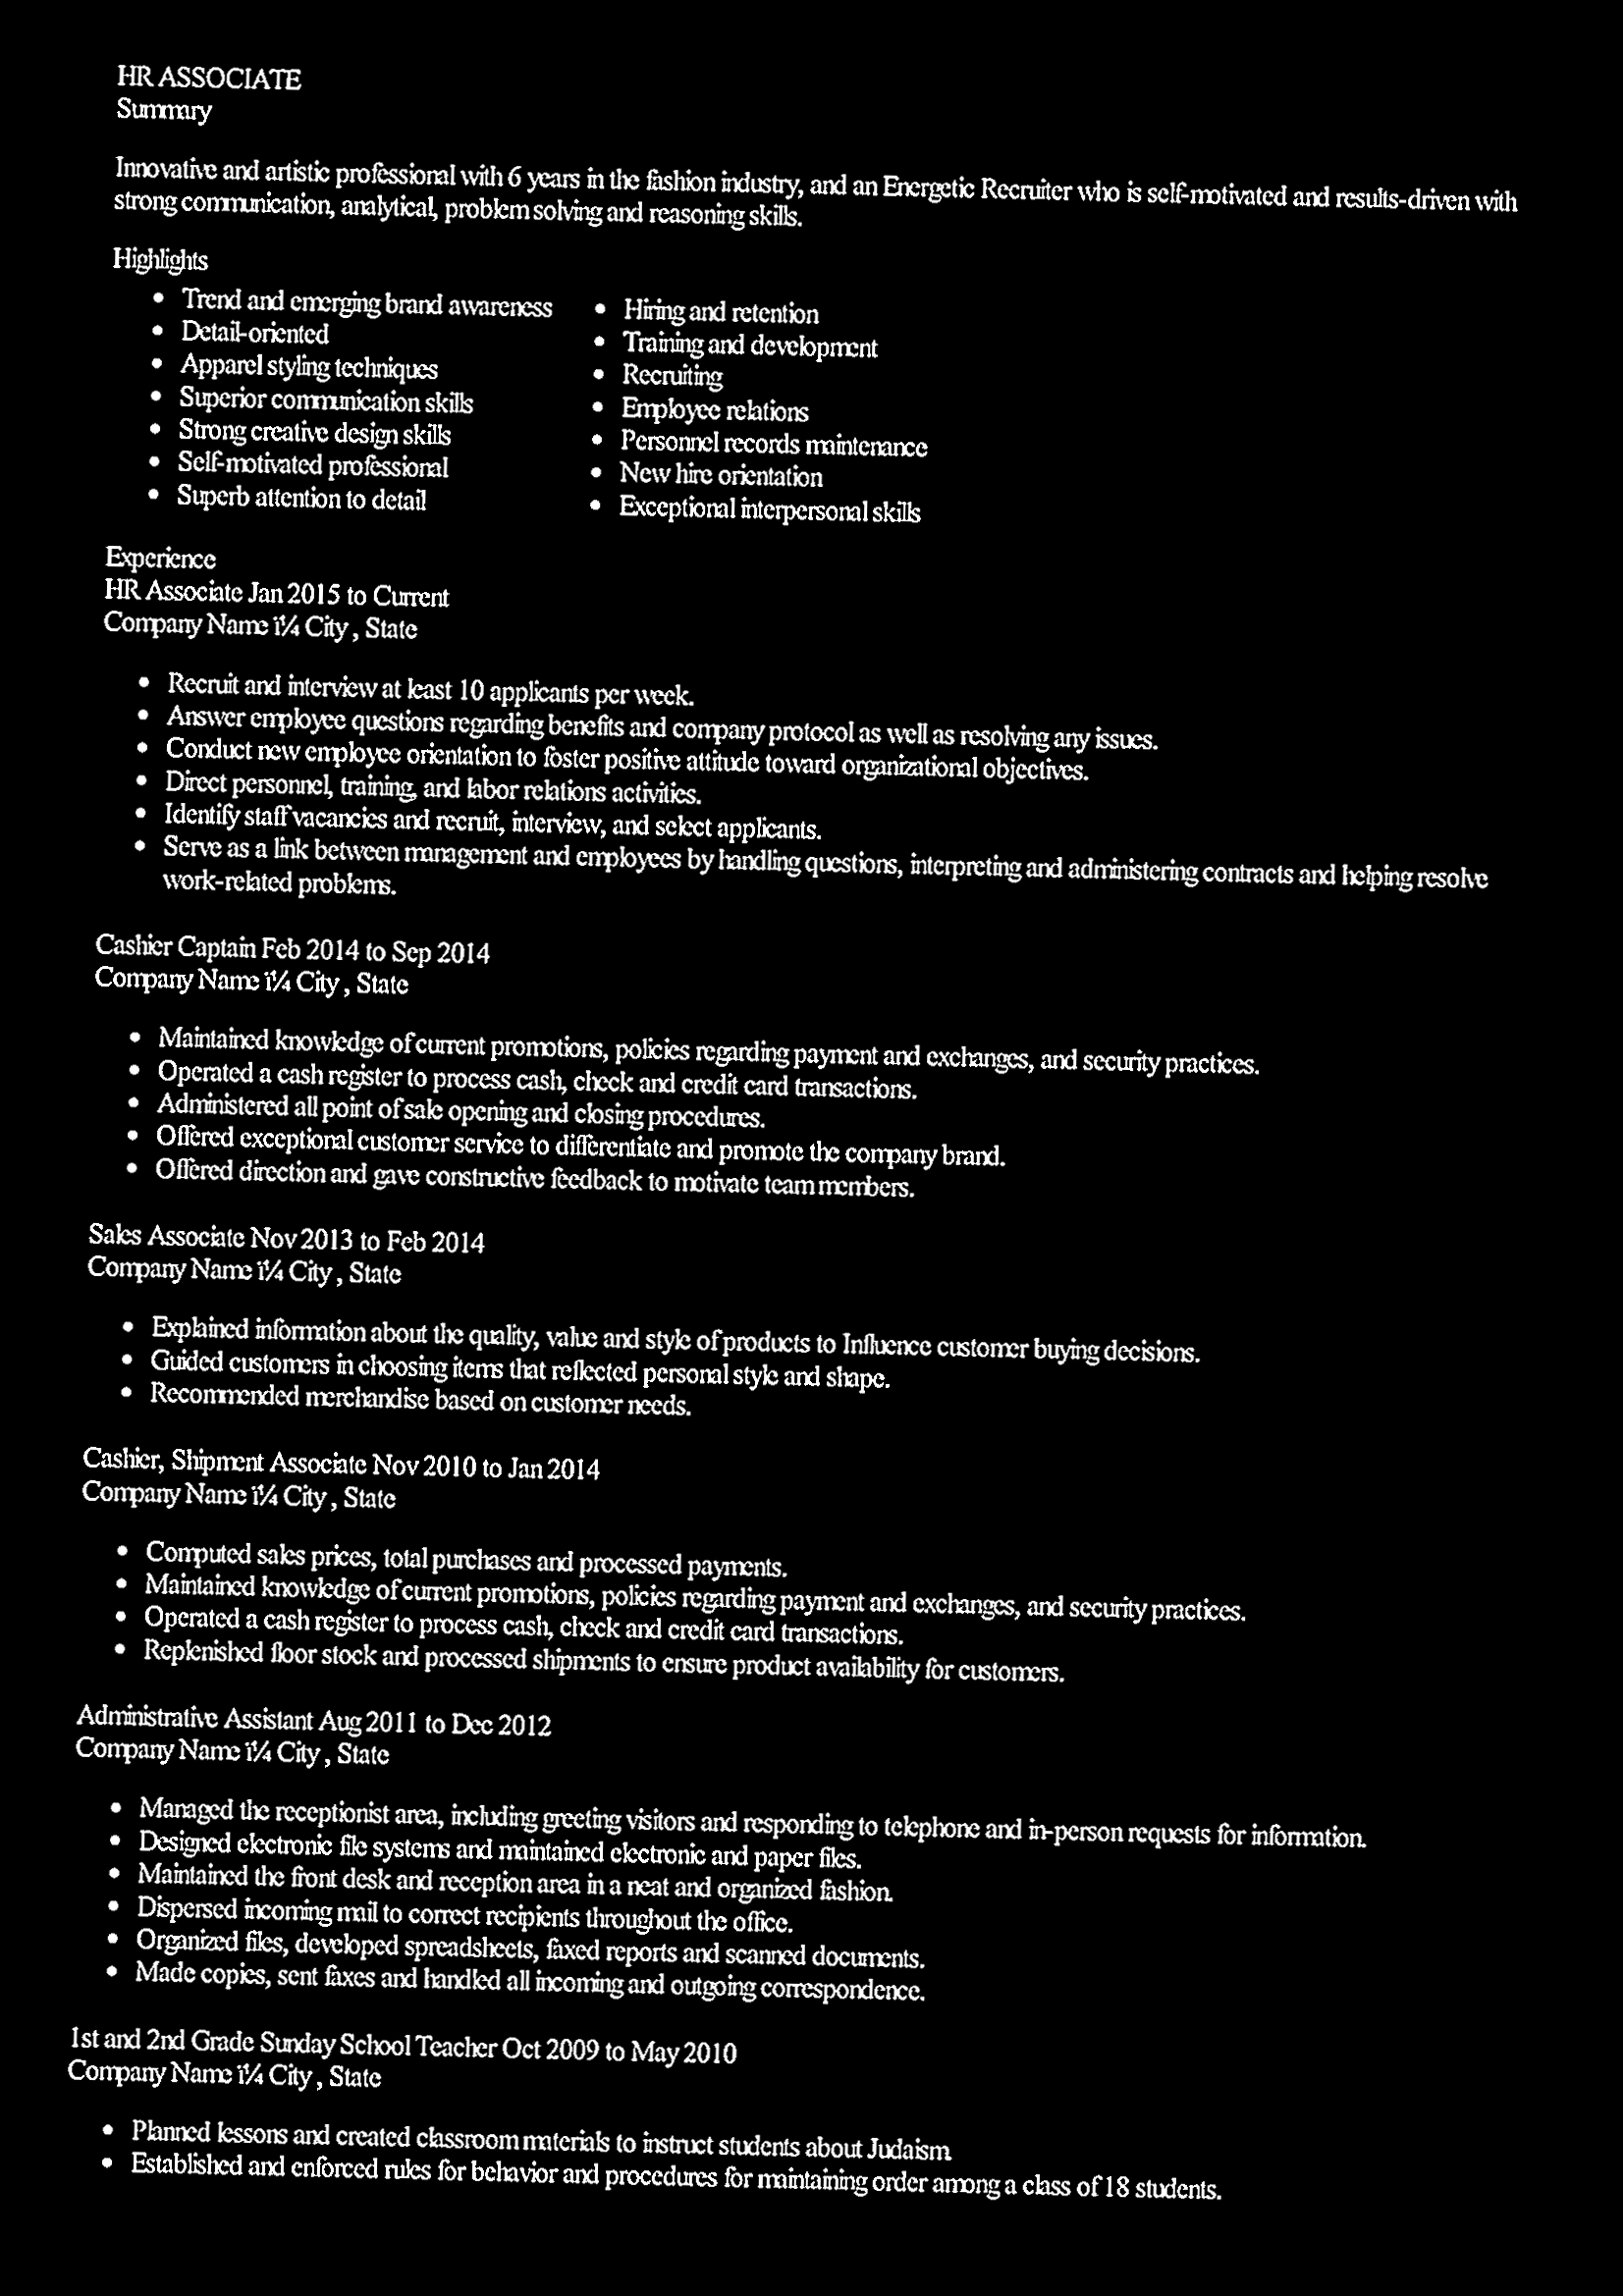 HR ASSOCIATE
Summary
Innovative and artistic professional with 6 years in the fashion industry, and an Energetic Recruiter who is self-motivated and results-driven with
strong communication, analytical, problem solving and reasoning skills.
Highlights
• Trend and emerging brand awareness
• Detail-oriented
• Apparel styling techniques
• Superior communication skills
• Strong creative design skills
• Self-motivated professional
• Superb attention to detail
• Hiring and retention
• Training and development
• Recruiting
• Employee relations
• Personnel records maintenance
• New hire orientation
• Exceptional interpersonal skills
Experience
HR Associate Jan 2015 to Current
Company Name ï¼ City , State
• Recruit and interview at least 10 applicants per week.
• Answer employee questions regarding benefits and company protocol as well as resolving any issues.
• Conduct new employee orientation to foster positive attitude toward organizational objectives.
• Direct personnel, training, and labor relations activities.
• Identify staff vacancies and recruit, interview, and select applicants.
• Serve as a link between management and employees by handling questions, interpreting and administering contracts and helping resolve
work-related problems.
Cashier Captain Feb 2014 to Sep 2014
Company Name ï¼ City , State
• Maintained knowledge of current promotions, policies regarding payment and exchanges, and security practices.
• Operated a cash register to process cash, check and credit card transactions.
• Administered all point of sale opening and closing procedures.
• Offered exceptional customer service to differentiate and promote the company brand.
• Offered direction and gave constructive feedback to motivate team members.
Sales Associate Nov 2013 to Feb 2014
Company Name ï¼ City , State
• Explained information about the quality, value and style of products to Influence customer buying decisions.
• Guided customers in choosing items that reflected personal style and shape.
• Recommended merchandise based on customer needs.
Cashier, Shipment Associate Nov 2010 to Jan 2014
Company Name ï¼ City , State
• Computed sales prices, total purchases and processed payments.
• Maintained knowledge of current promotions, policies regarding payment and exchanges, and security practices.
• Operated a cash register to process cash, check and credit card transactions.
• Replenished floor stock and processed shipments to ensure product availability for customers.
Administrative Assistant Aug 2011 to Dec 2012
Company Name ï¼ City , State
• Managed the receptionist area, including greeting visitors and responding to telephone and in-person requests for information.
• Designed electronic file systems and maintained electronic and paper files.
• Maintained the front desk and reception area in a neat and organized fashion.
• Dispersed incoming mail to correct recipients throughout the office.
• Organized files, developed spreadsheets, faxed reports and scanned documents.
• Made copies, sent faxes and handled all incoming and outgoing correspondence.
1st and 2nd Grade Sunday School Teacher Oct 2009 to May 2010
Company Name ï¼ City , State
• Planned lessons and created classroom materials to instruct students about Judaism.
• Established and enforced rules for behavior and procedures for maintaining order among a class of 18 students.